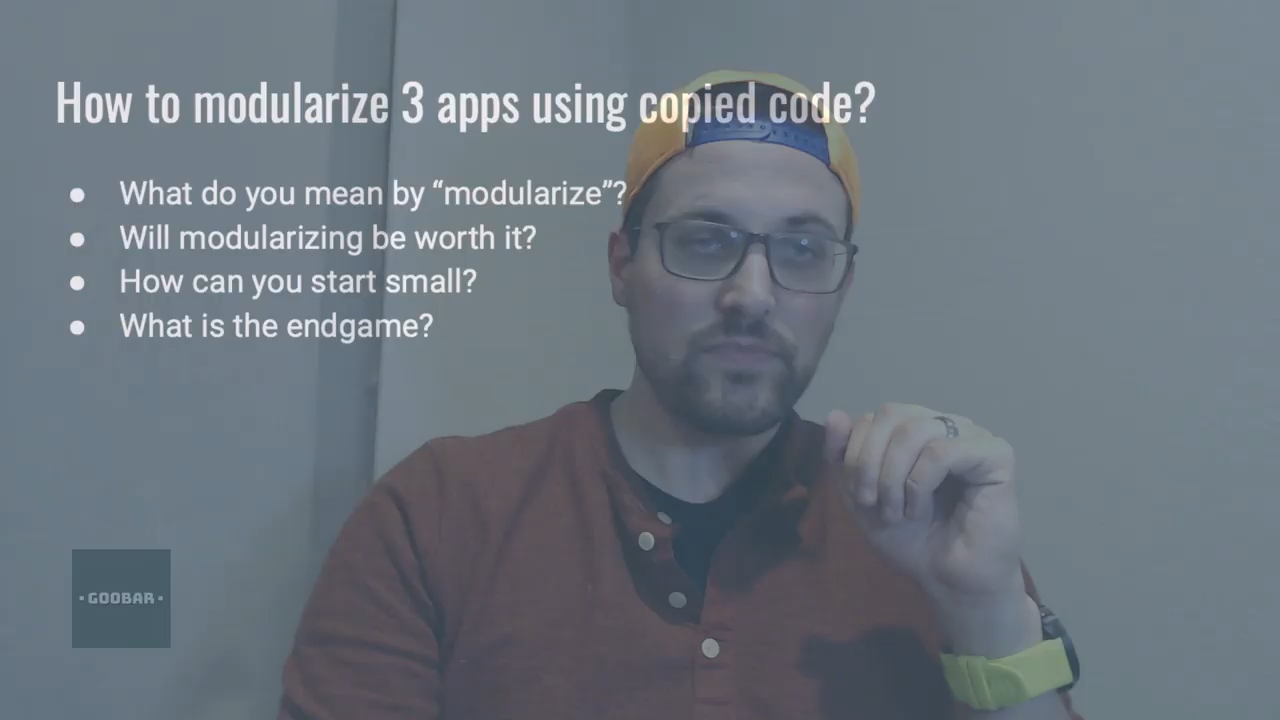 How to modularize 3 apps using copied code?
● What do you mean by “modularize”?
● Will modularizing be worth it?
● How can you start small?
● What is the endgame?
· GOOBAR ·